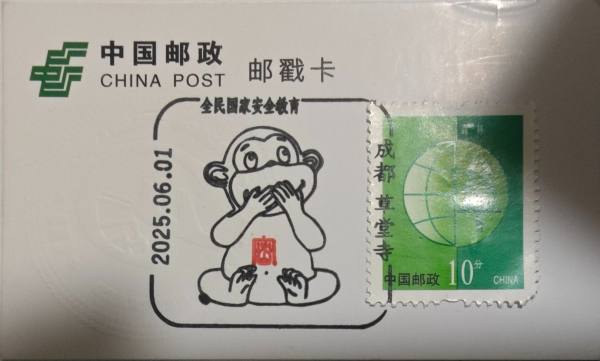 中国邮政
CHINA POST
邮戳卡
全民国家安全教育
2025.06.01
密
成都 草堂寺
中国邮政 10分 CHINA